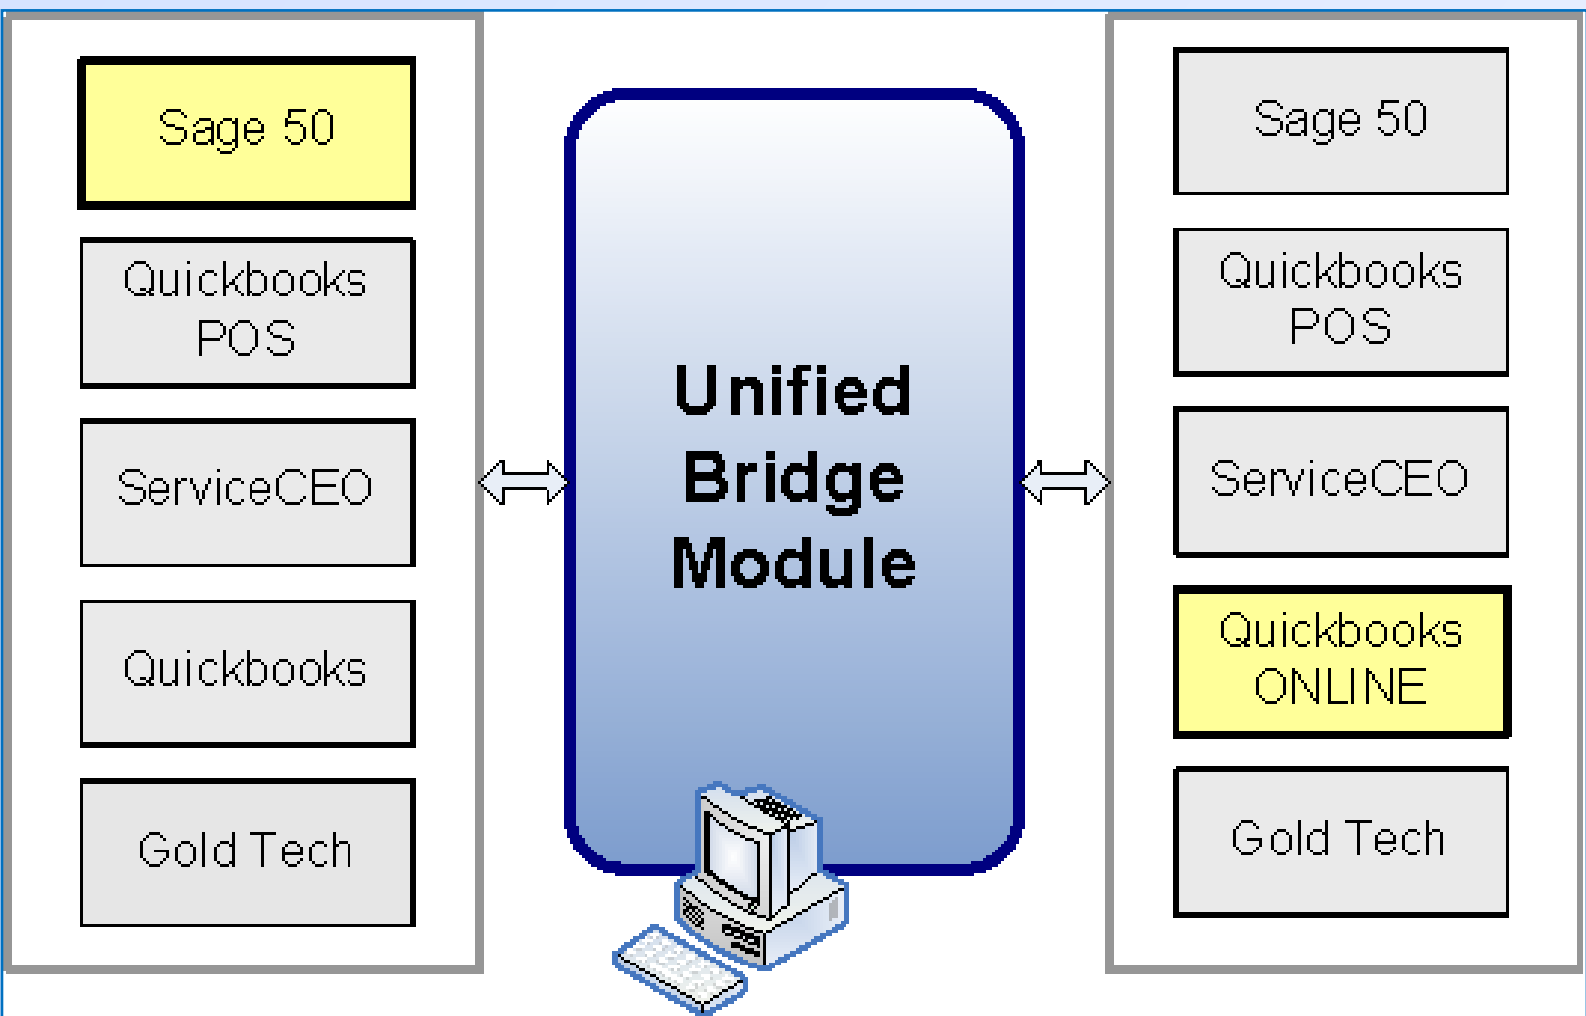 Sage 50
Quickbooks
POS
ServiceCEO
Quickbooks
Gold Tech
Unified
Bridge
Module
Sage 50
Quickbooks
POS
ServiceCEO
Quickbooks
ONLINE
Gold Tech